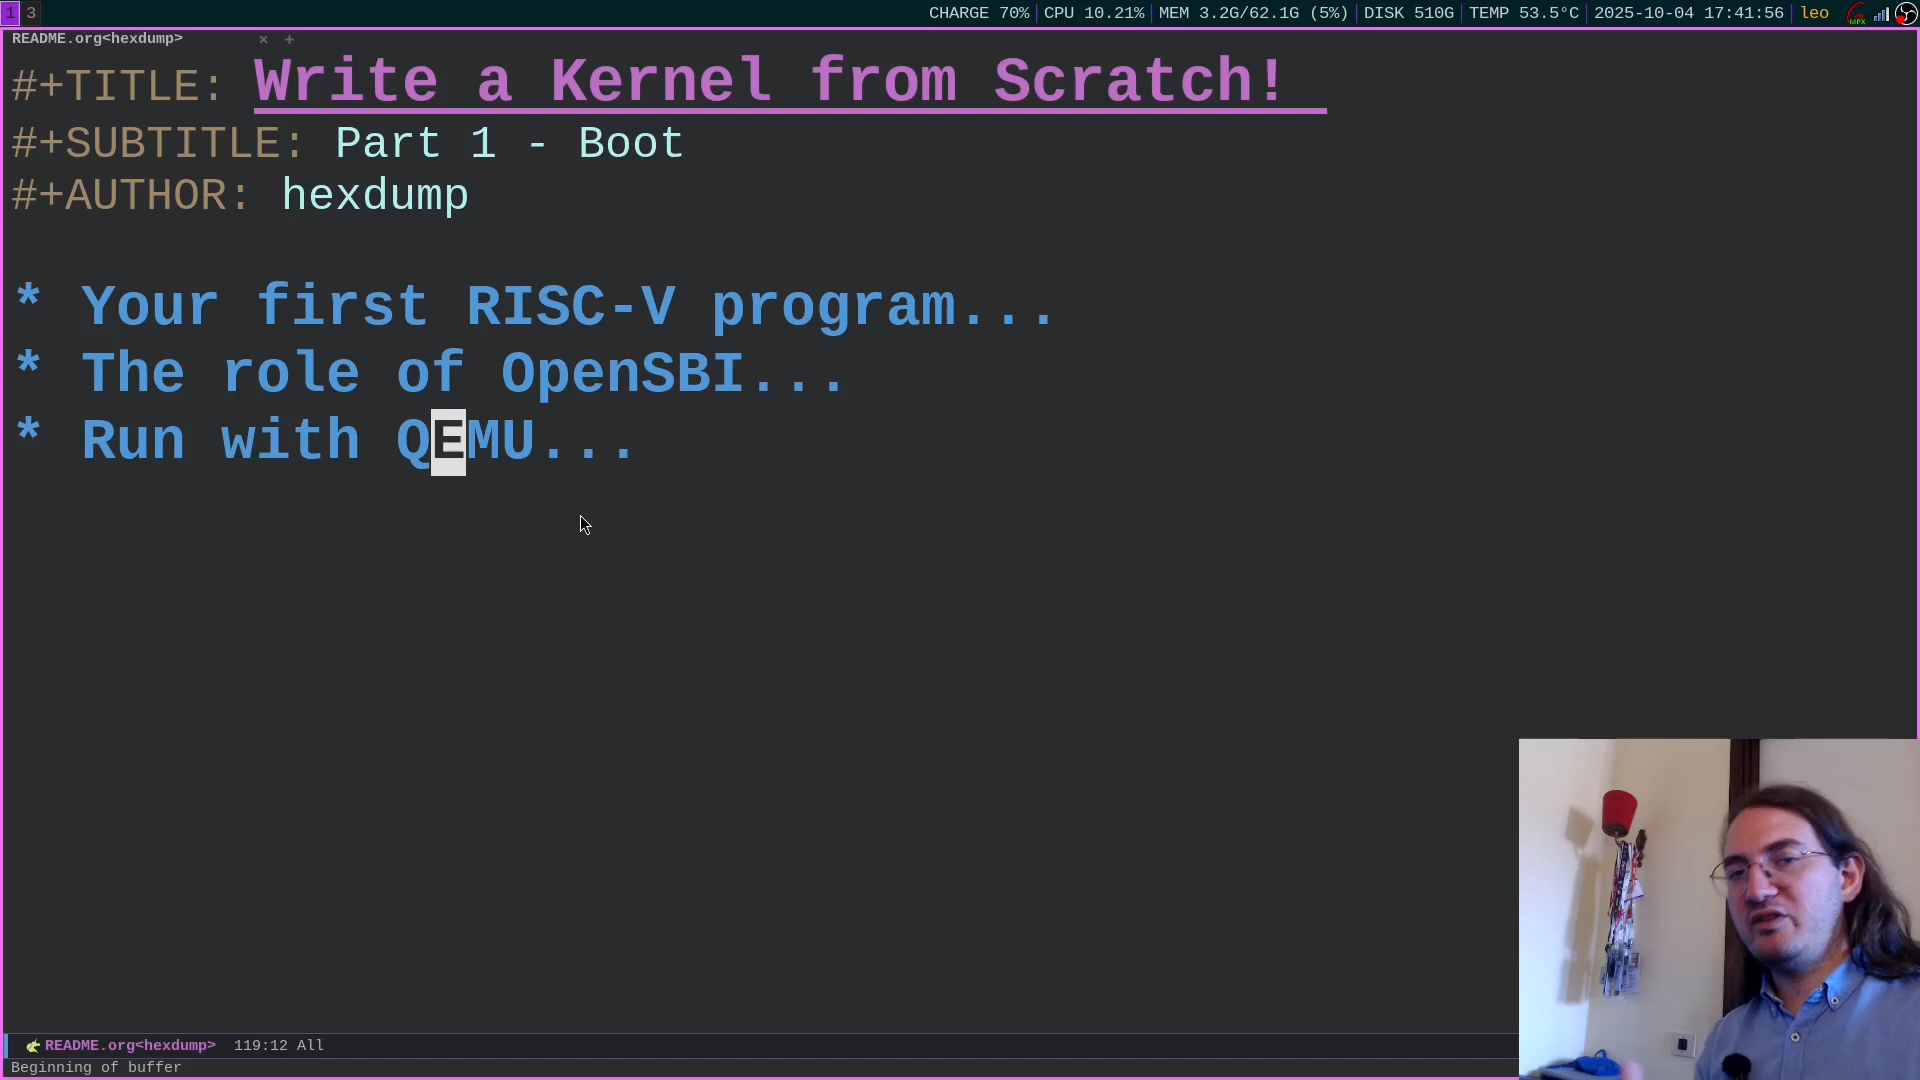 1 3 CHARGE 70% CPU 10.21% MEM 3.2G/62.1G (5%) DISK 510G TEMP 53.5°C 2025-10-04 17:41:56 leo MPX
README.org<hexdump> × +
#+TITLE: Write a Kernel from Scratch!
#+SUBTITLE: Part 1 - Boot
#+AUTHOR: hexdump
* Your first RISC-V program...
* The role of OpenSBI...
* Run with QEMU...
README.org<hexdump> 119:12 All
Beginning of buffer